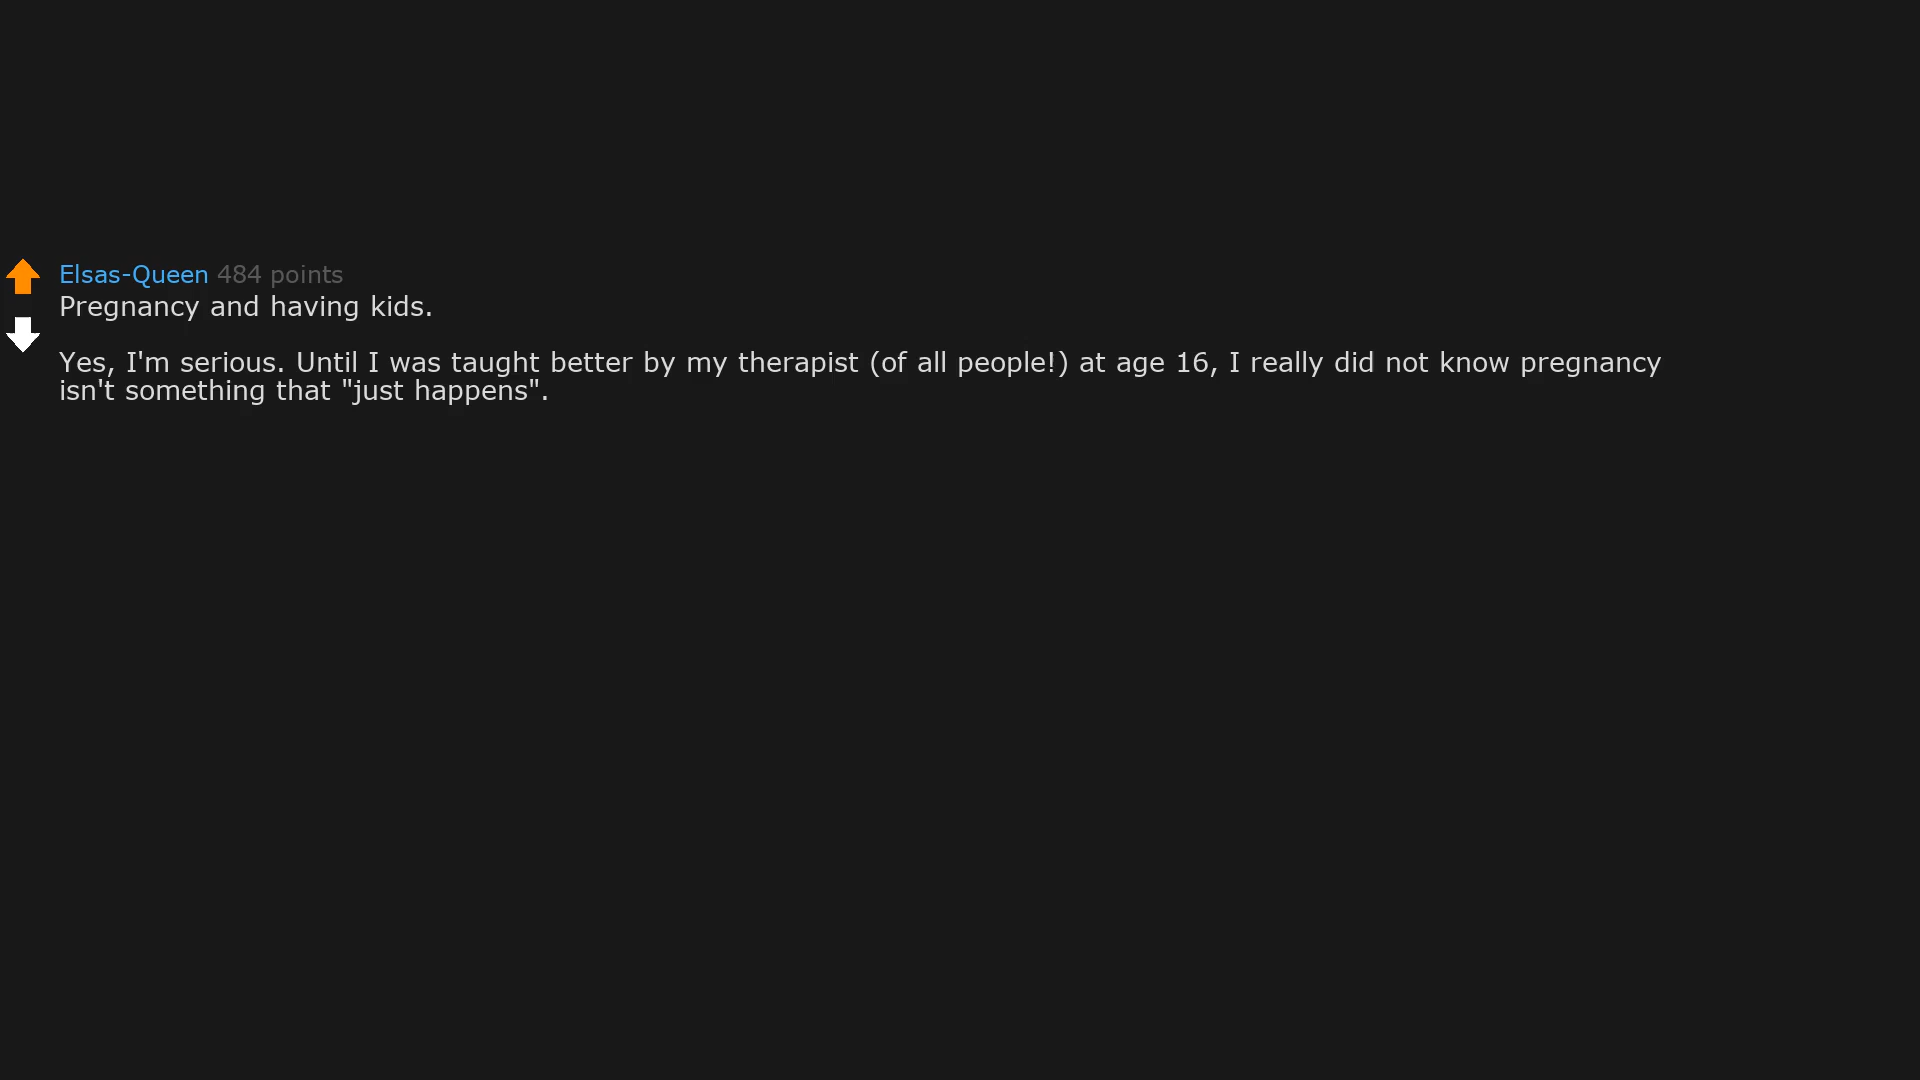 Elsas-Queen 484 points
Pregnancy and having kids.
Yes, I'm serious. Until I was taught better by my therapist (of all people!) at age 16, I really did not know pregnancy
isn't something that "just happens".